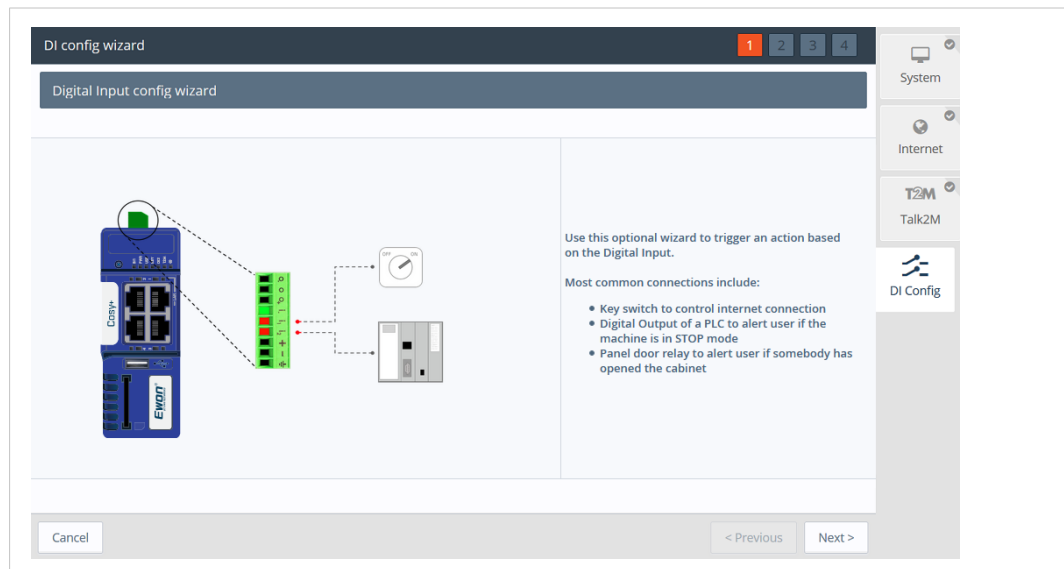 DI config wizard
1 2 3 4
Digital Input config wizard
System
Internet
T2M
Talk2M
DI Config
OFF ON
Cosy+
Ewon
Use this optional wizard to trigger an action based
on the Digital Input.
Most common connections include:
• Key switch to control internet connection
• Digital Output of a PLC to alert user if the
machine is in STOP mode
• Panel door relay to alert user if somebody has
opened the cabinet
Cancel
< Previous
Next >